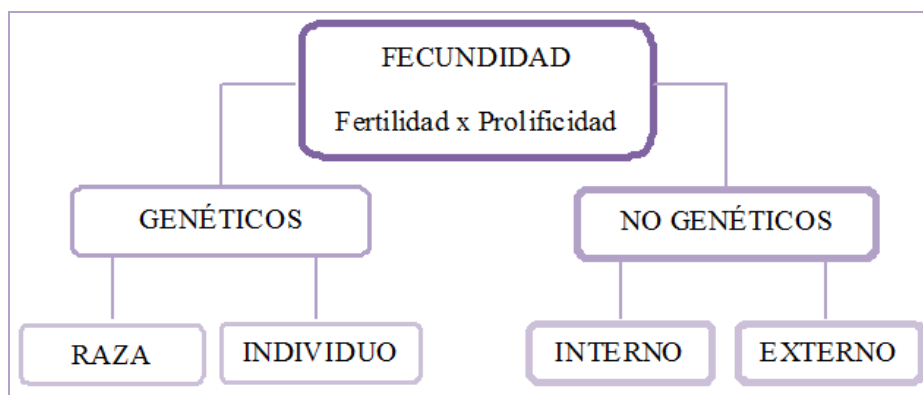 FECUNDIDAD
Fertilidad x Prolificidad
GENÉTICOS
NO GENÉTICOS
RAZA
INDIVIDUO
INTERNO
EXTERNO